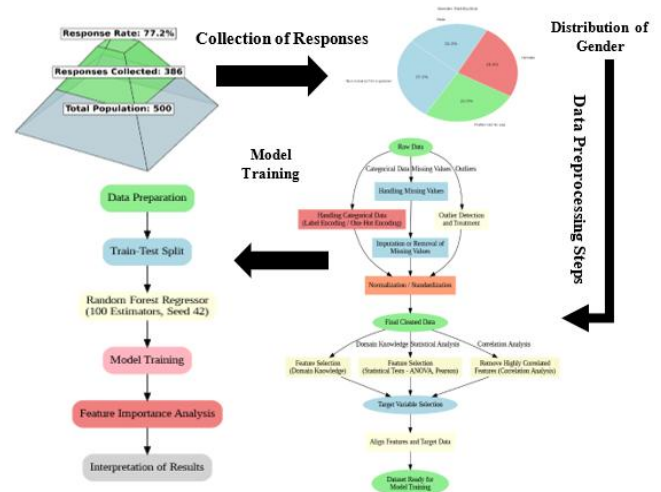 Response Rate: 77.2%
Responses Collected: 386
Total Population: 500
Collection of Responses
Distribution of
Gender
Data Preprocessing Steps
Model
Training
Data Preparation
Train-Test Split
Random Forest Regressor
(100 Estimators, Seed 42)
Model Training
Feature Importance Analysis
Interpretation of Results
Raw Data
Categorical Data
Missing Values
Outliers
Handling Missing Values
Handling Categorical Data
(Label Encoding / One-Hot Encoding)
Outlier Detection
and Treatment
Imputation or Removal of
Missing Values
Normalization / Standardization
Final Cleaned Data
Domain Knowledge
Statistical Analysis
Correlation Analysis
Feature Selection
(Domain Knowledge)
Feature Selection
(Statistical Tests - ANOVA, Pearson)
Remove Highly Correlated
Features (Correlation Analysis)
Target Variable Selection
Align Features and Target Data
Dataset Ready for
Model Training